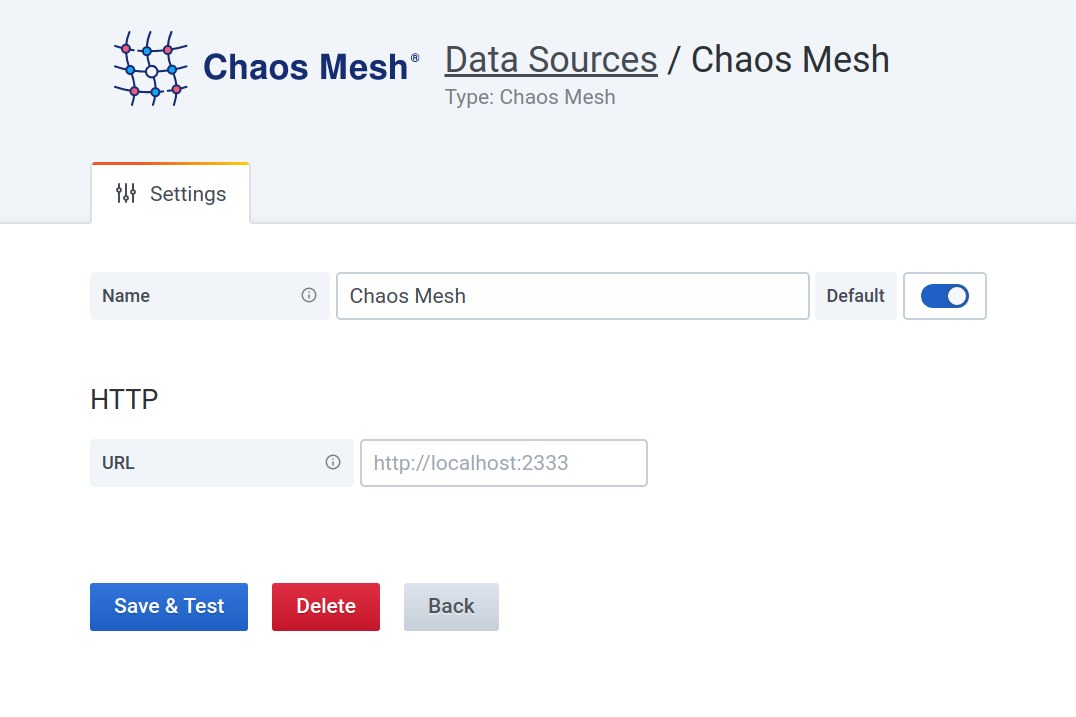 Chaos Mesh®
Data Sources / Chaos Mesh
Type: Chaos Mesh
Settings
Name
Chaos Mesh
Default
HTTP
URL
http://localhost:2333
Save & Test
Delete
Back